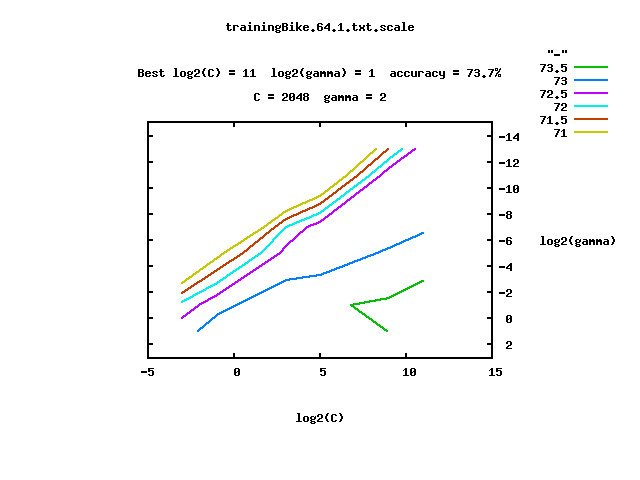 trainingBike.64.1.txt.scale
Best log2(C) = 11  log2(gamma) = 1  accuracy = 73.7%
C = 2048  gamma = 2
"-"
73.5
73
72.5
72
71.5
71
-14
-12
-10
-8
-6
-4
-2
0
2
log2(gamma)
-5 0 5 10 15
log2(C)